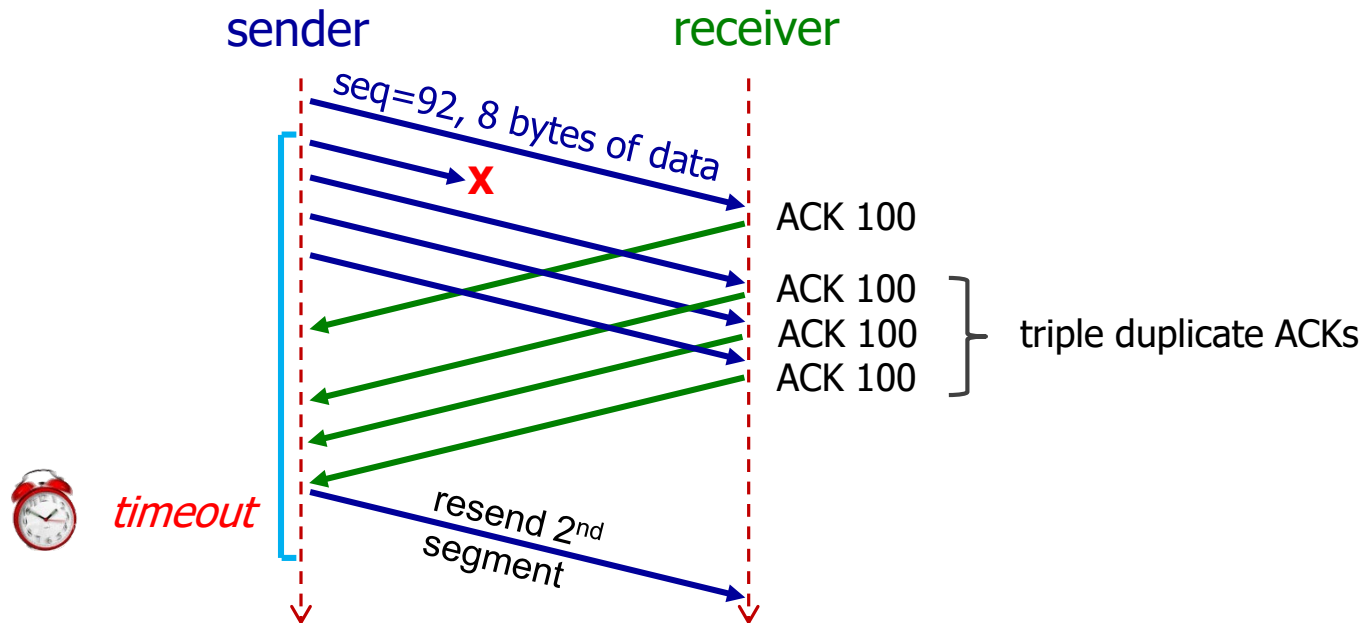 sender
receiver
seq=92, 8 bytes of data
X
ACK 100
ACK 100
ACK 100
ACK 100
triple duplicate ACKs
timeout
resend 2nd
segment